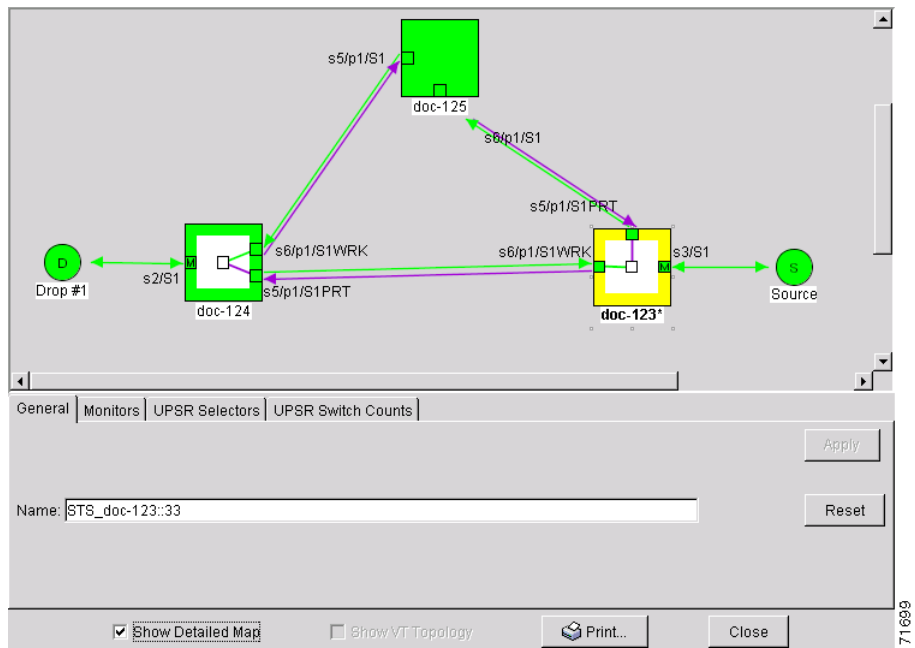 s5/p1/S1
doc-125
s6/p1/S1
s5/p1/S1PRT
s6/p1/S1WRK
s6/p1/S1WRK
s3/S1
D
M
M
S
Drop #1
s2/S1
s5/p1/S1PRT
Source
doc-124
doc-123*
General Monitors UPSR Selectors UPSR Switch Counts
Apply
Name: STS_doc-123::33
Reset
Show Detailed Map Show VT Topology Print... Close
71699